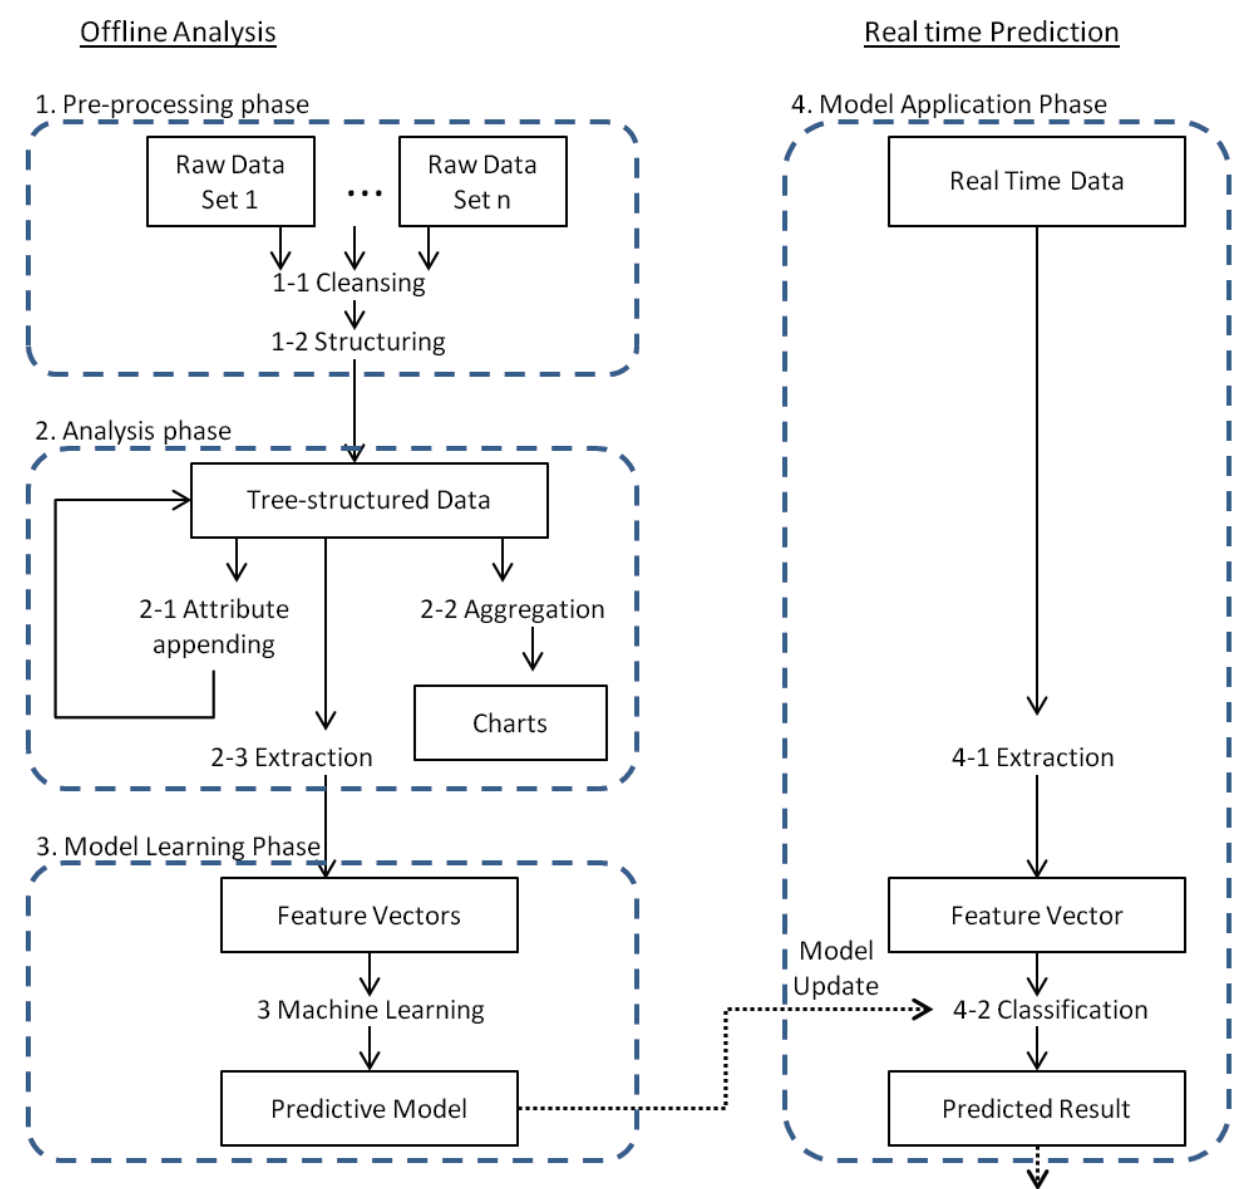 Offline Analysis
1. Pre-processing phase
Raw Data
Set 1
...
Raw Data
Set n
1-1 Cleansing
1-2 Structuring
2. Analysis phase
Tree-structured Data
2-1 Attribute
appending
2-2 Aggregation
Charts
2-3 Extraction
3. Model Learning Phase
Feature Vectors
3 Machine Learning
Predictive Model
Real time Prediction
4. Model Application Phase
Real Time Data
4-1 Extraction
Feature Vector
Model
Update
4-2 Classification
Predicted Result